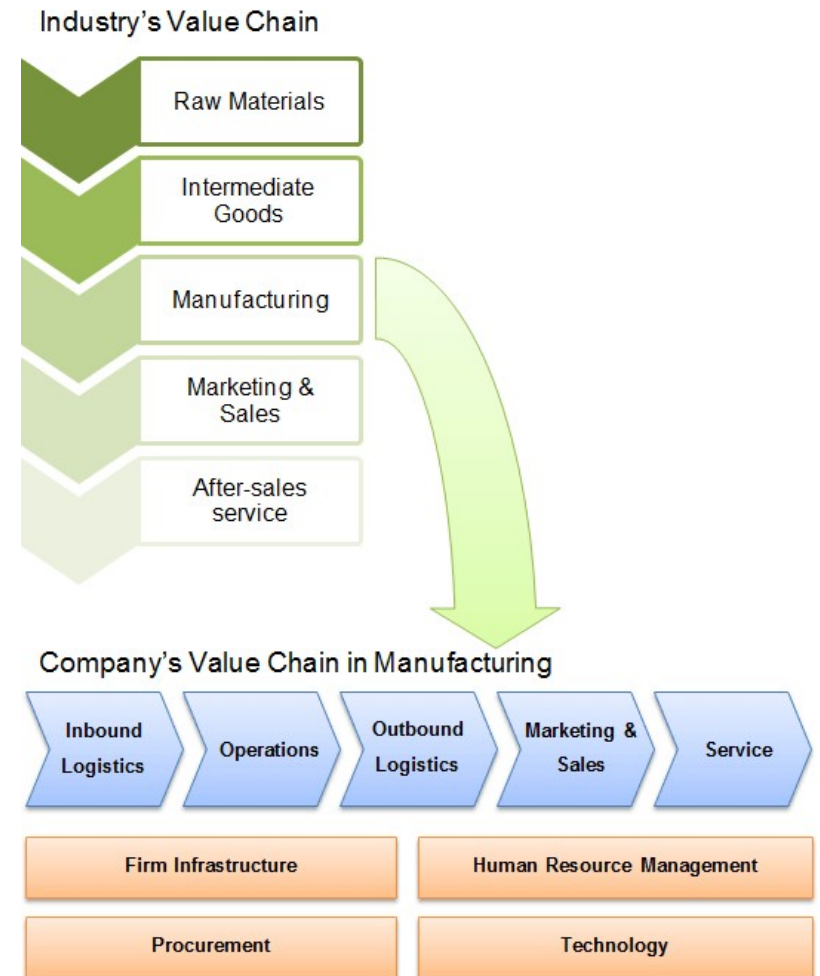 Industry's Value Chain
Raw Materials
Intermediate
Goods
Manufacturing
Marketing &
Sales
After-sales
service
Company's Value Chain in Manufacturing
Inbound
Logistics
Operations
Outbound
Logistics
Marketing &
Sales
Service
Firm Infrastructure
Human Resource Management
Procurement
Technology